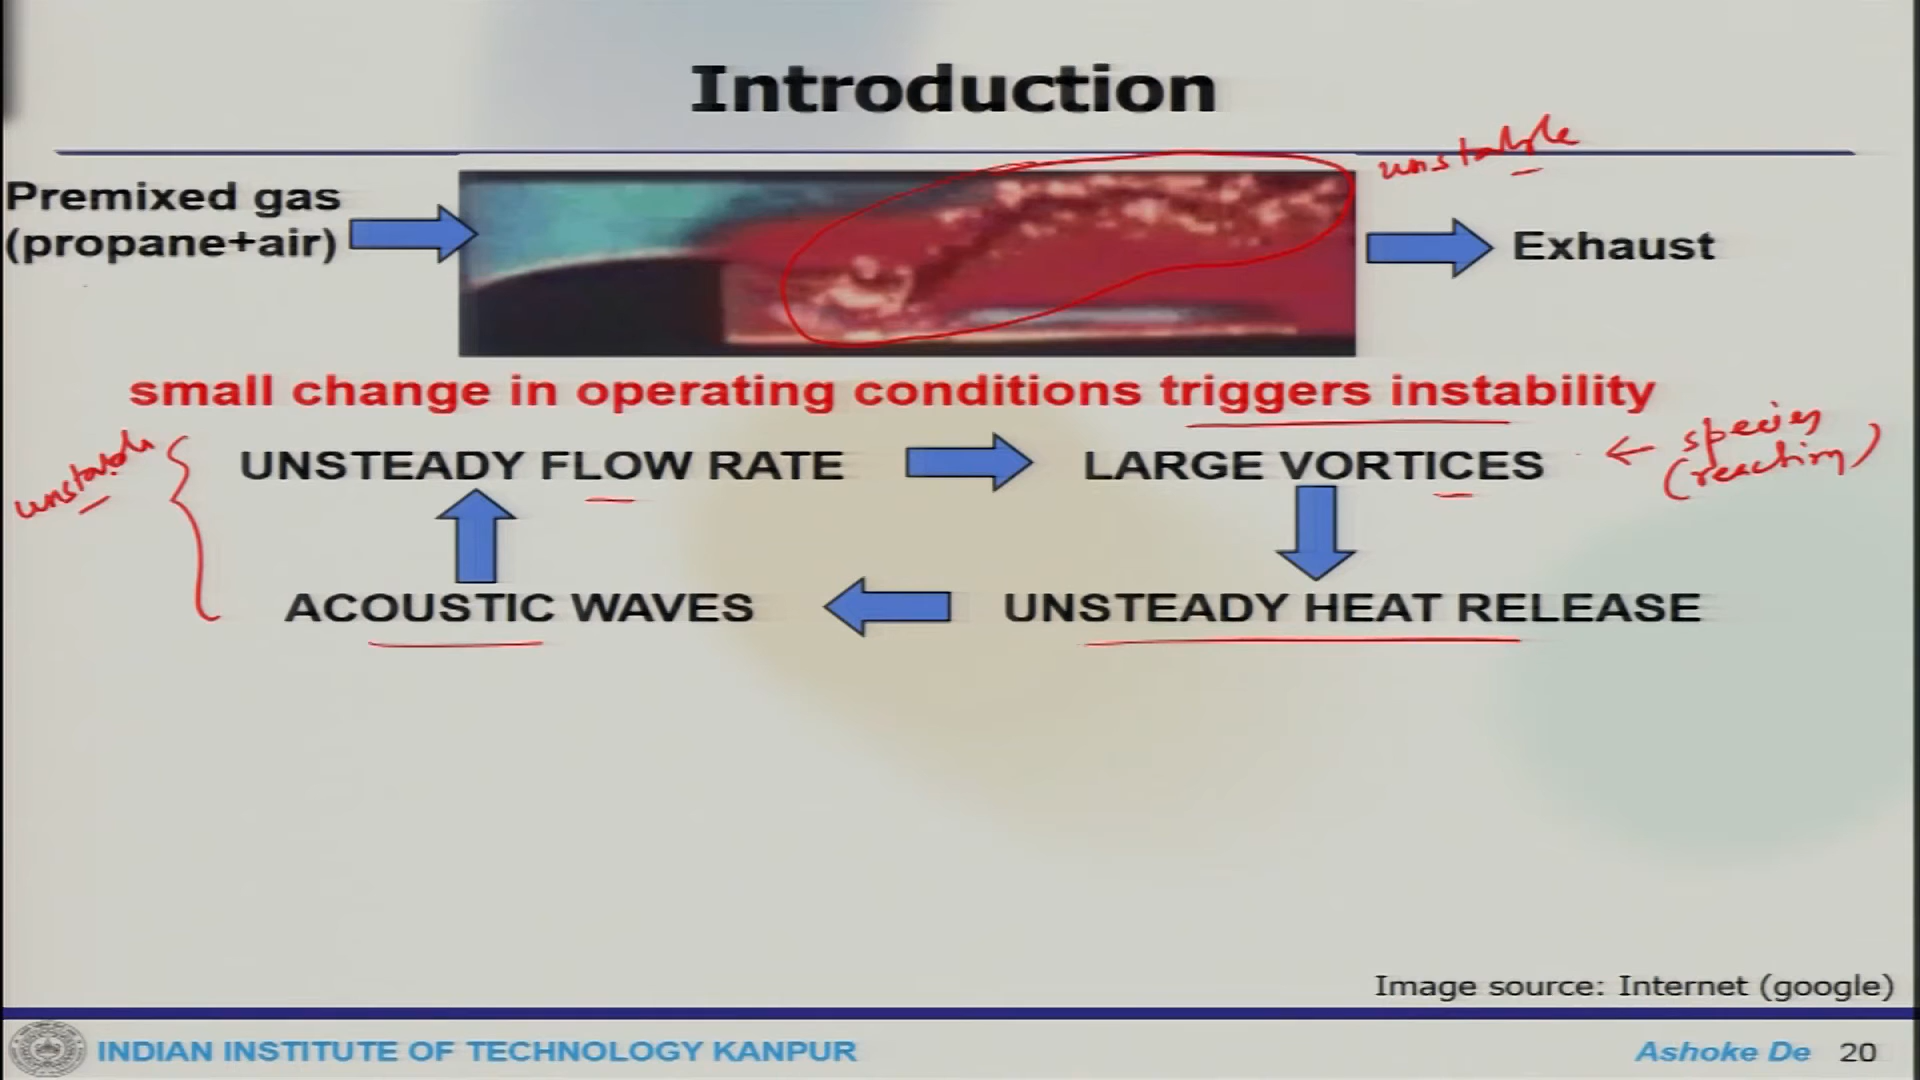 Introduction
unstable
Premixed gas
(propane+air)
Exhaust
small change in operating conditions triggers instability
unstable
UNSTEADY FLOW RATE
LARGE VORTICES
← species
(reaction)
ACOUSTIC WAVES
UNSTEADY HEAT RELEASE
Image source: Internet (google)
INDIAN INSTITUTE OF TECHNOLOGY KANPUR
Ashoke De 20